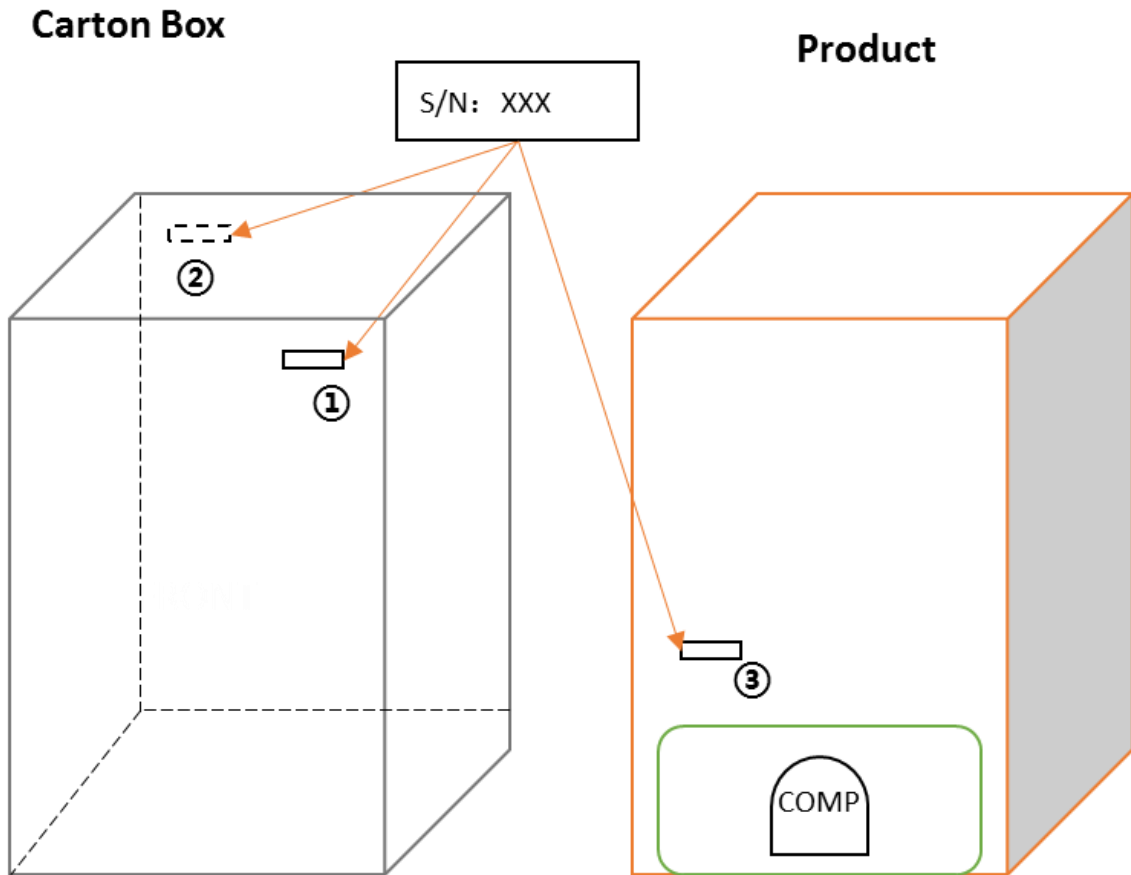 Carton Box
Product
S/N：XXX
②
①
③
COMP